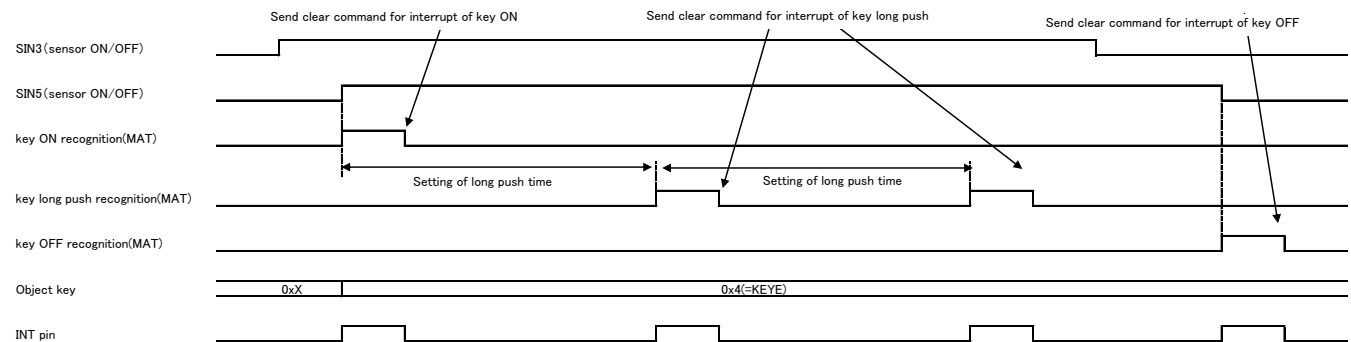 Send clear command for interrupt of key ON
Send clear command for interrupt of key long push
Send clear command for interrupt of key OFF
SIN3(sensor ON/OFF)
SIN5(sensor ON/OFF)
key ON recognition(MAT)
Setting of long push time
Setting of long push time
key long push recognition(MAT)
key OFF recognition(MAT)
Object key
0xX
0x4(=KEYE)
INT pin